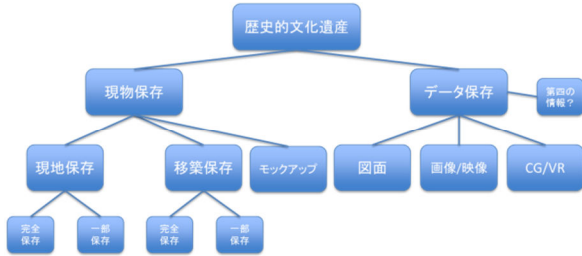 歴史的文化遺産
現物保存
データ保存
第四の
情報？
現地保存
移築保存
モックアップ
図面
画像/映像
CG/VR
完全
保存
一部
保存
完全
保存
一部
保存